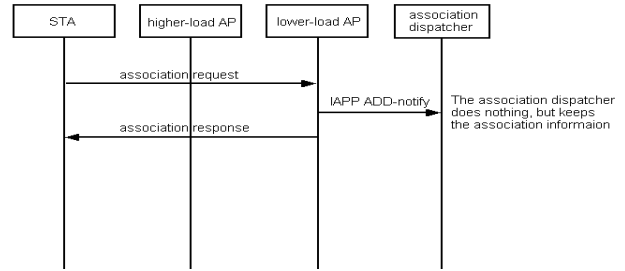 STA
higher-load AP
lower-load AP
association
dispatcher
association request
IAPP ADD-notify
The association dispatcher
does nothing, but keeps
the association informaion
association response